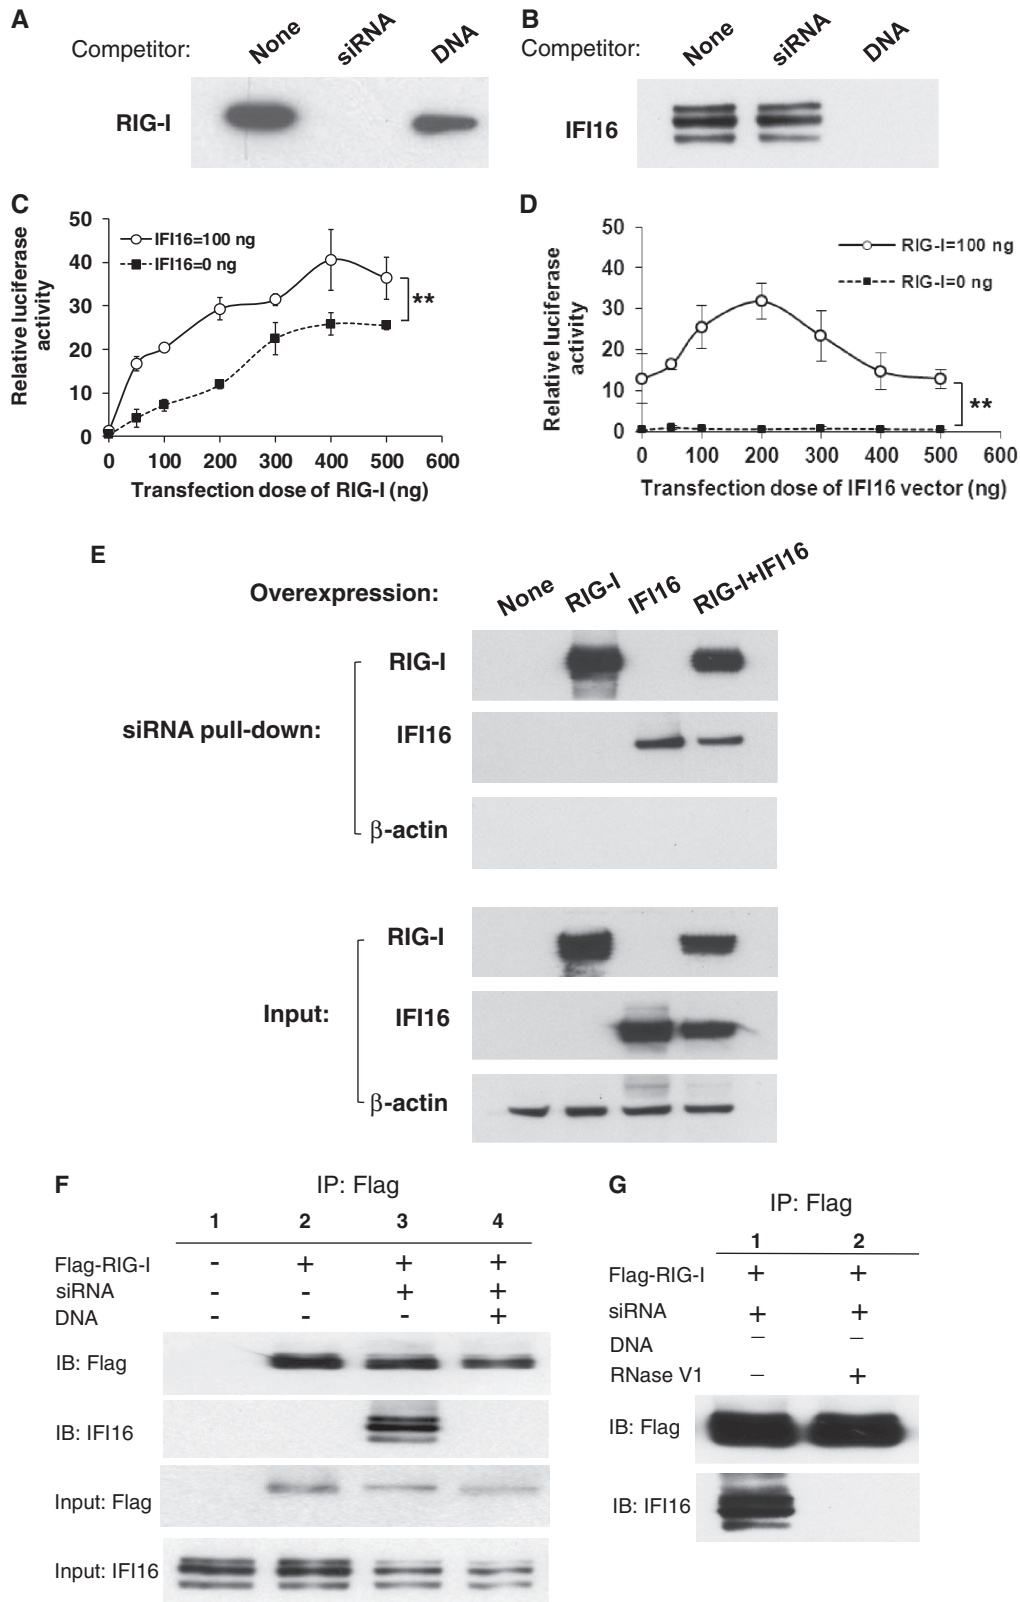 A
Competitor: None siRNA DNA
RIG-I
B
Competitor: None siRNA DNA
IFI16
C
Relative luciferase
activity
50
40
30
20
10
0
IFI16=100 ng
IFI16=0 ng
**
0 100 200 300 400 500 600
Transfection dose of RIG-I (ng)
D
Relative luciferase
activity
50
40
30
20
10
0
RIG-I=100 ng
RIG-I=0 ng
**
0 100 200 300 400 500 600
Transfection dose of IFI16 vector (ng)
E
Overexpression: None RIG-I IFI16 RIG-I+IFI16
siRNA pull-down:
RIG-I
IFI16
β-actin
Input:
RIG-I
IFI16
β-actin
F
IP: Flag
1 2 3 4
Flag-RIG-I - + + +
siRNA - - + +
DNA - - - +
IB: Flag
IB: IFI16
Input: Flag
Input: IFI16
G
IP: Flag
1 2
Flag-RIG-I + +
siRNA + +
DNA − −
RNase V1 − +
IB: Flag
IB: IFI16